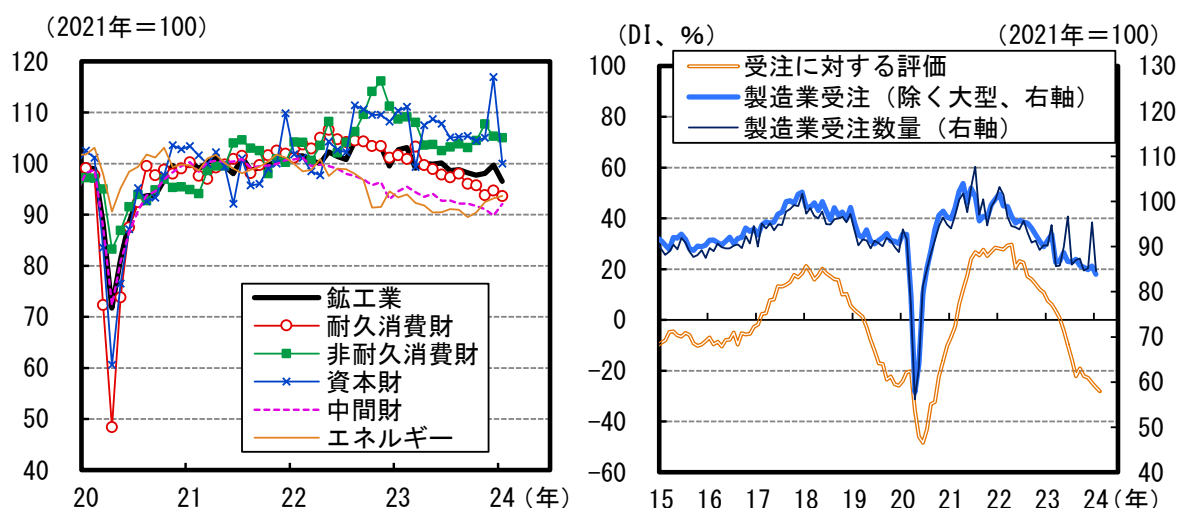 （2021年＝100）
120
110
100
90
80
70
60
50
40
鉱工業
耐久消費財
非耐久消費財
資本財
中間財
エネルギー
20 21 22 23 24（年）
（DI、%） （2021年＝100）
受注に対する評価
製造業受注（除く大型、右軸）
製造業受注数量（右軸）
100
80
60
40
20
0
-20
-40
-60
130
120
110
100
90
80
70
60
50
40
15 16 17 18 19 20 21 22 23 24（年）